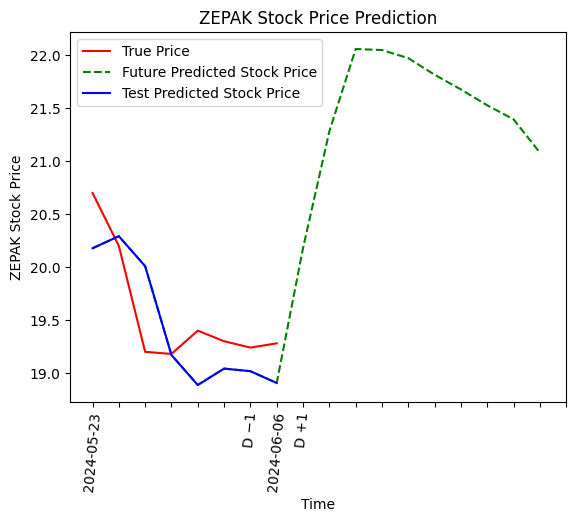 ZEPAK Stock Price Prediction
True Price
Future Predicted Stock Price
Test Predicted Stock Price
ZEPAK Stock Price
22.0
21.5
21.0
20.5
20.0
19.5
19.0
2024-05-23
D −1
2024-06-06
D +1
Time